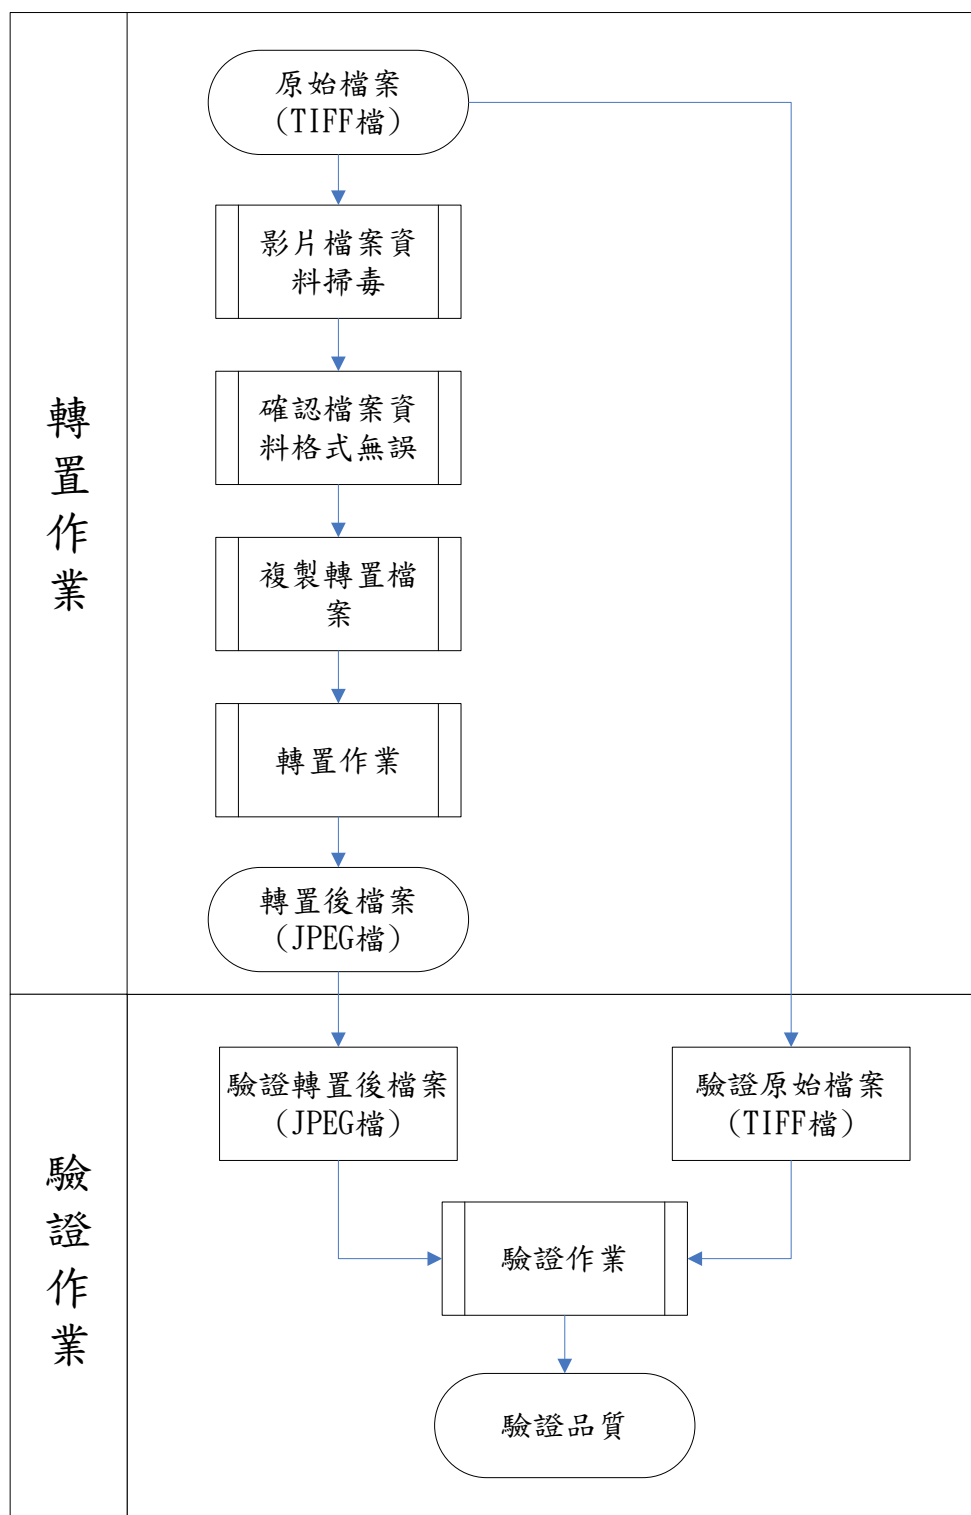 轉置作業
原始檔案
(TIFF檔)
影片檔案資
料掃毒
確認檔案資
料格式無誤
複製轉置檔
案
轉置作業
轉置後檔案
(JPEG檔)
驗證作業
驗證轉置後檔案
(JPEG檔)
驗證原始檔案
(TIFF檔)
驗證作業
驗證品質